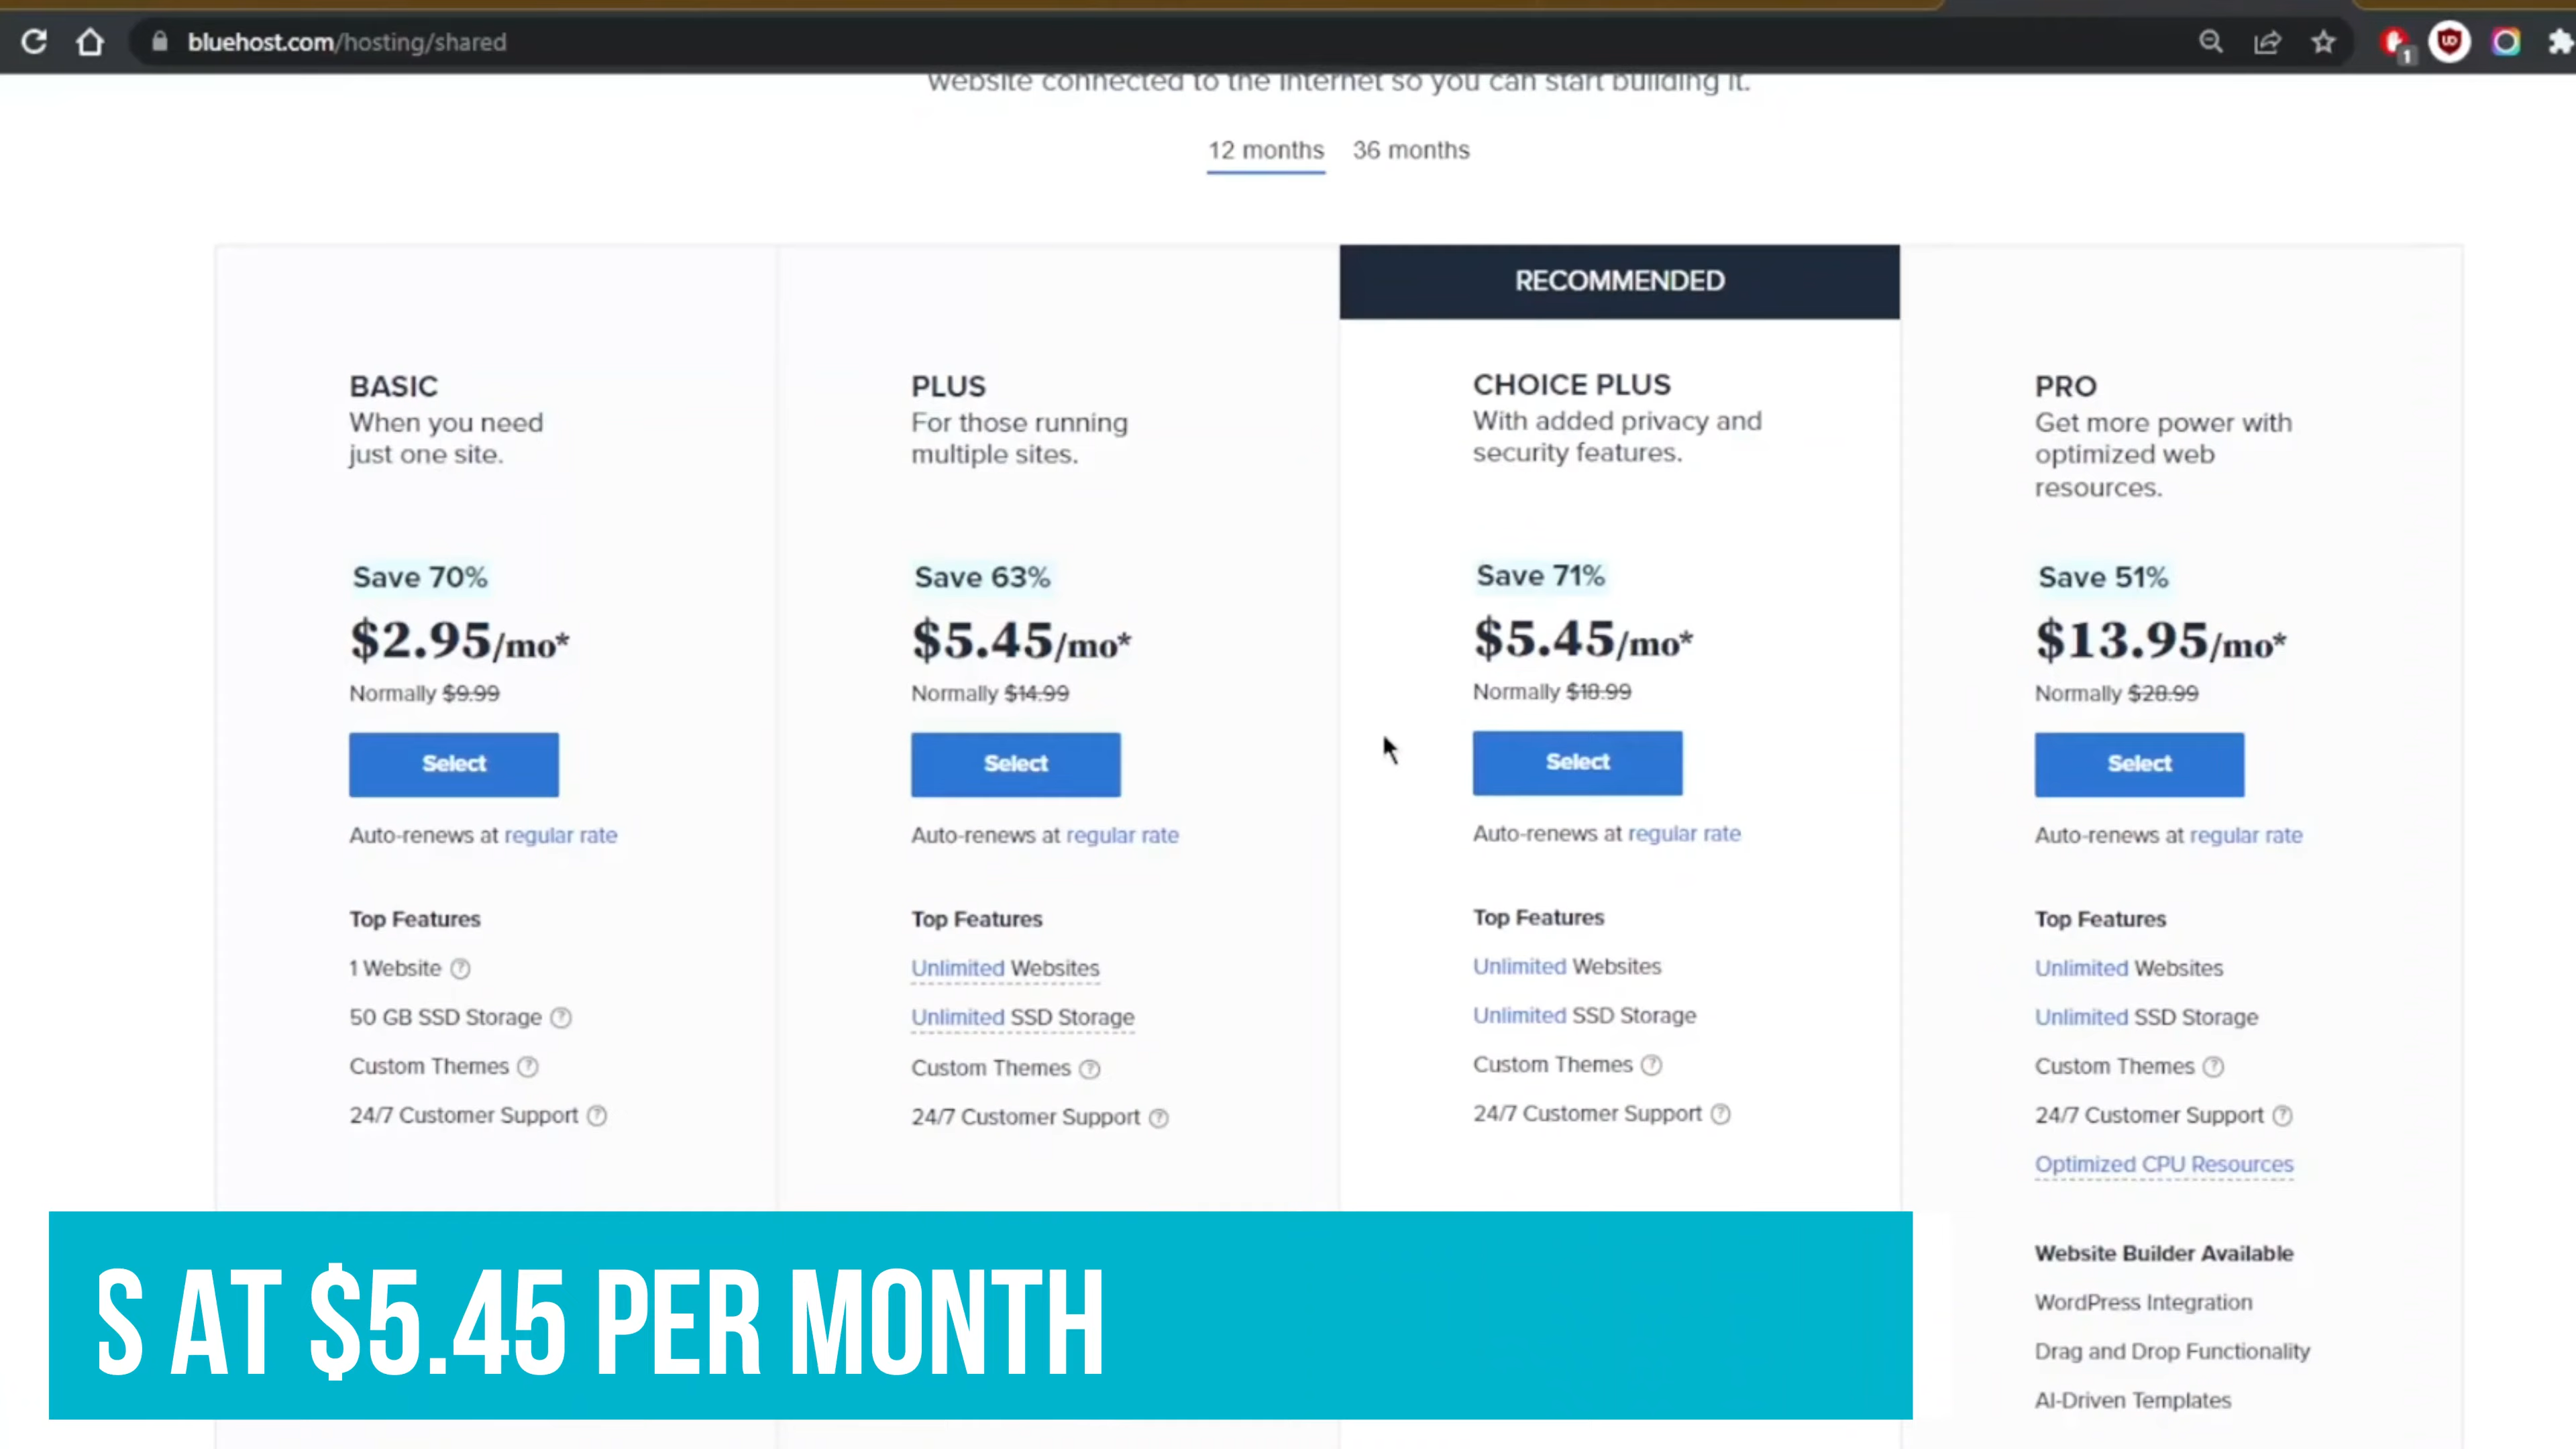 bluehost.com/hosting/shared
1
website connected to the Internet so you can start building it.
12 months 36 months
RECOMMENDED
BASIC
When you need
just one site.
Save 70%
$2.95/mo*
Normally $9.99
Select
Auto-renews at regular rate
Top Features
1 Website ?
50 GB SSD Storage ?
Custom Themes ?
24/7 Customer Support ?
PLUS
For those running
multiple sites.
Save 63%
$5.45/mo*
Normally $14.99
Select
Auto-renews at regular rate
Top Features
Unlimited Websites
Unlimited SSD Storage
Custom Themes ?
24/7 Customer Support ?
CHOICE PLUS
With added privacy and
security features.
Save 71%
$5.45/mo*
Normally $18.99
Select
Auto-renews at regular rate
Top Features
Unlimited Websites
Unlimited SSD Storage
Custom Themes ?
24/7 Customer Support ?
PRO
Get more power with
optimized web
resources.
Save 51%
$13.95/mo*
Normally $28.99
Select
Auto-renews at regular rate
Top Features
Unlimited Websites
Unlimited SSD Storage
Custom Themes ?
24/7 Customer Support ?
Optimized CPU Resources
Website Builder Available
WordPress Integration
Drag and Drop Functionality
AI-Driven Templates
S AT $5.45 PER MONTH